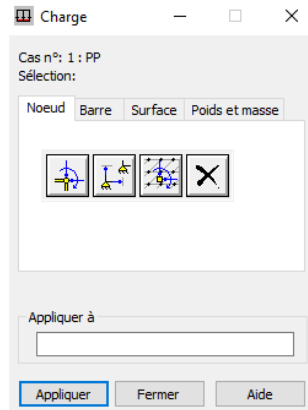 Charge
Cas n°: 1 : PP
Sélection:
Noeud Barre Surface Poids et masse
Appliquer à
Appliquer Fermer Aide